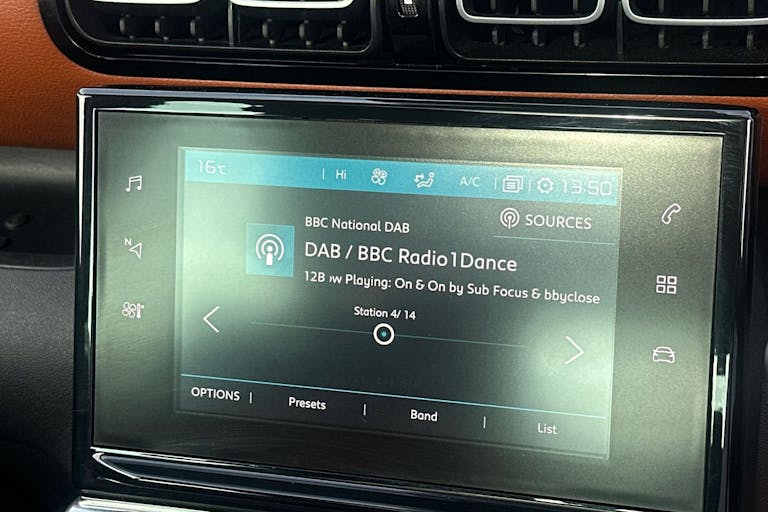 16°C Hi A/C 13:50
BBC National DAB
SOURCES
DAB / BBC Radio1Dance
12B ow Playing: On & On by Sub Focus & bbyclose
Station 4/ 14
N
OPTIONS Presets Band List